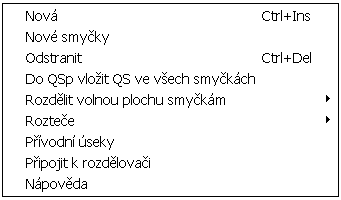 Nová Ctrl+Ins
Nové smyčky
Odstranit Ctrl+Del
Do QSp vložit QS ve všech smyčkách
Rozdělit volnou plochu smyčkám
Rozteče
Přívodní úseky
Připojit k rozdělovači
Nápověda